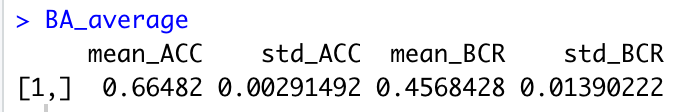 > BA_average
mean_ACC std_ACC mean_BCR std_BCR
[1,] 0.66482 0.00291492 0.4568428 0.01390222